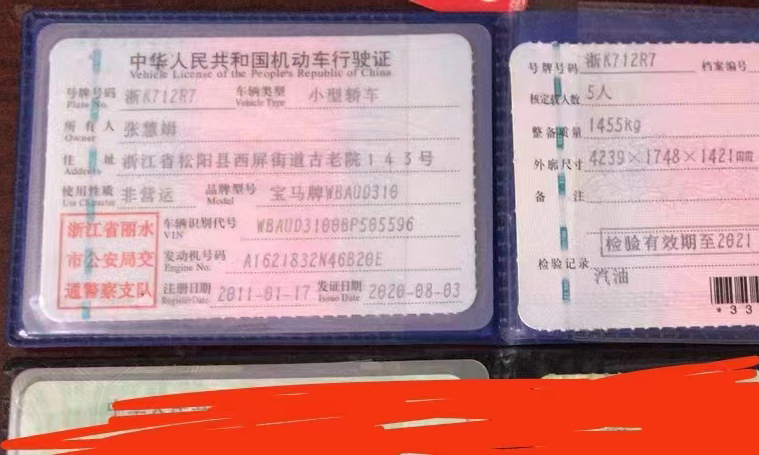 中华人民共和国机动车行驶证
Vehicle License of the People's Republic of China
号牌号码 浙K712R7 车辆类型 小型轿车
Plate No. Vehicle Type
所有人 张慧娟
Owner
住址 浙江省松阳县西屏街道古老院143号
Address
使用性质 非营运 品牌型号 宝马牌WBAUD310
Use Character Model
浙江省丽水
市公安局交
通警察支队
车辆识别代号 WBAUD3100BP505596
VIN
发动机号码 A1621832N46B20E
Engine No.
注册日期 2011-01-17 发证日期 2020-08-03
Register Date Issue Date
号牌号码 浙K712R7 档案编号
核定载人数 5人
整备质量 1455kg
外廓尺寸 4239×1748×1421mm
备注
检验有效期至2021
检验记录
汽油
*33